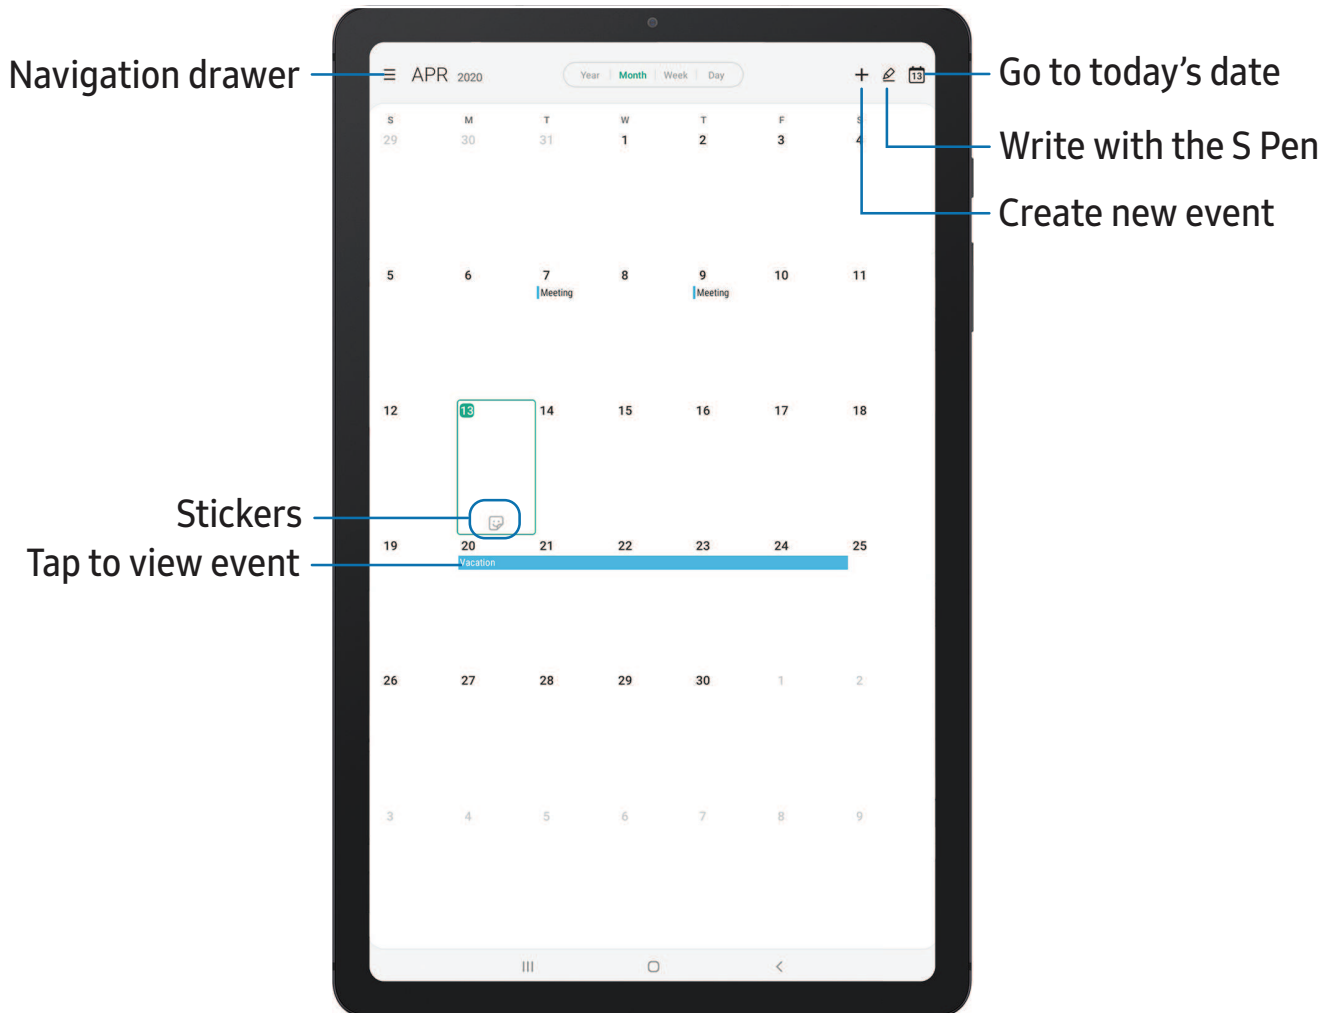 Navigation drawer
APR 2020
Year Month Week Day
13
Go to today's date
Write with the S Pen
Create new event
S M T W T F S
29 30 31 1 2 3 4
5 6 7 8 9 10 11
Meeting Meeting
12 13 14 15 16 17 18
Stickers
19 20 21 22 23 24 25
Tap to view event
Vacation
26 27 28 29 30 1 2
3 4 5 6 7 8 9